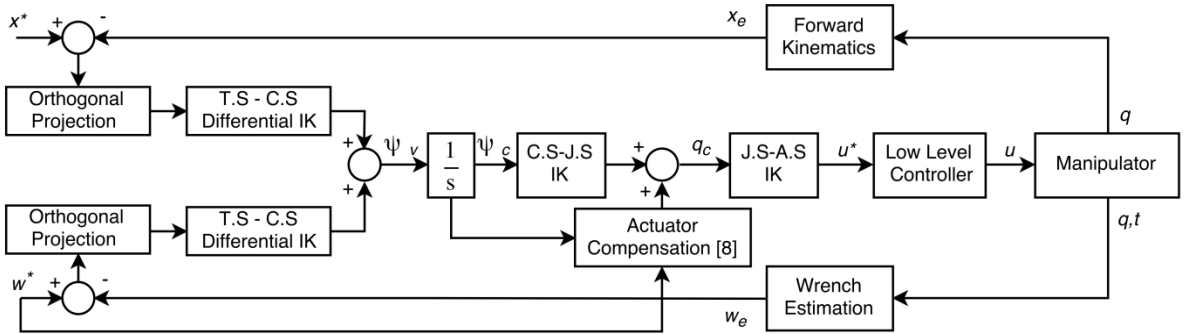 x* + - x_e Forward
Kinematics
Orthogonal
Projection
T.S - C.S
Differential IK
q
+
+
ψ_v
1
s
ψ_c
C.S-J.S
IK
+
+
q_c
J.S-A.S
IK
u*
Low Level
Controller
u
Manipulator
Orthogonal
Projection
T.S - C.S
Differential IK
Actuator
Compensation [8]
q,t
w* + - w_e Wrench
Estimation